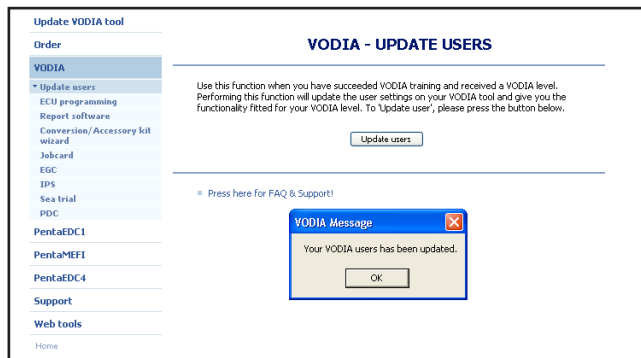 Update VODIA tool
Order
VODIA
Update users
ECU programming
Report software
Conversion/Accessory kit
wizard
Jobcard
EGC
IPS
Sea trial
PDC
PentaEDC1
PentaMEFI
PentaEDC4
Support
Web tools
Home
VODIA - UPDATE USERS
Use this function when you have succeeded VODIA training and received a VODIA level.
Performing this function will update the user settings on your VODIA tool and give you the
functionality fitted for your VODIA level. To 'Update user', please press the button below.
Update users
Press here for FAQ & Support!
VODIA Message
Your VODIA users has been updated.
OK